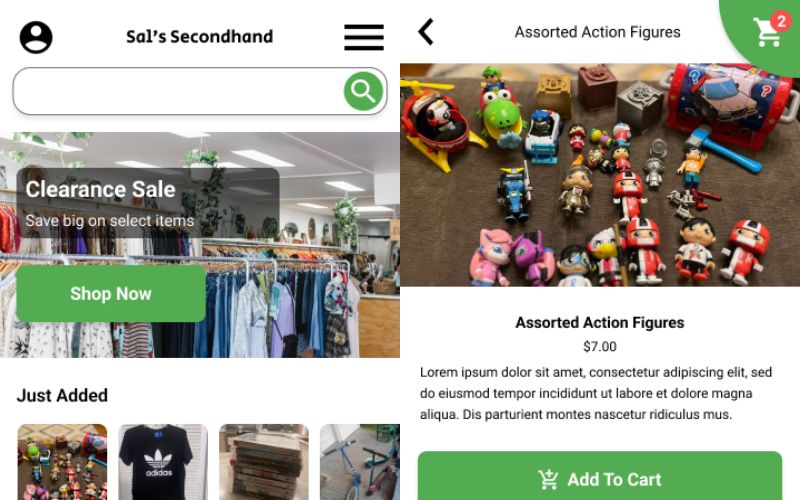 Sal's Secondhand
Clearance Sale
Save big on select items
Shop Now
Just Added
adidas
Assorted Action Figures
2
? ?
Assorted Action Figures
$7.00
Lorem ipsum dolor sit amet, consectetur adipiscing elit, sed
do eiusmod tempor incididunt ut labore et dolore magna
aliqua. Dis parturient montes nascetur ridiculus mus.
Add To Cart